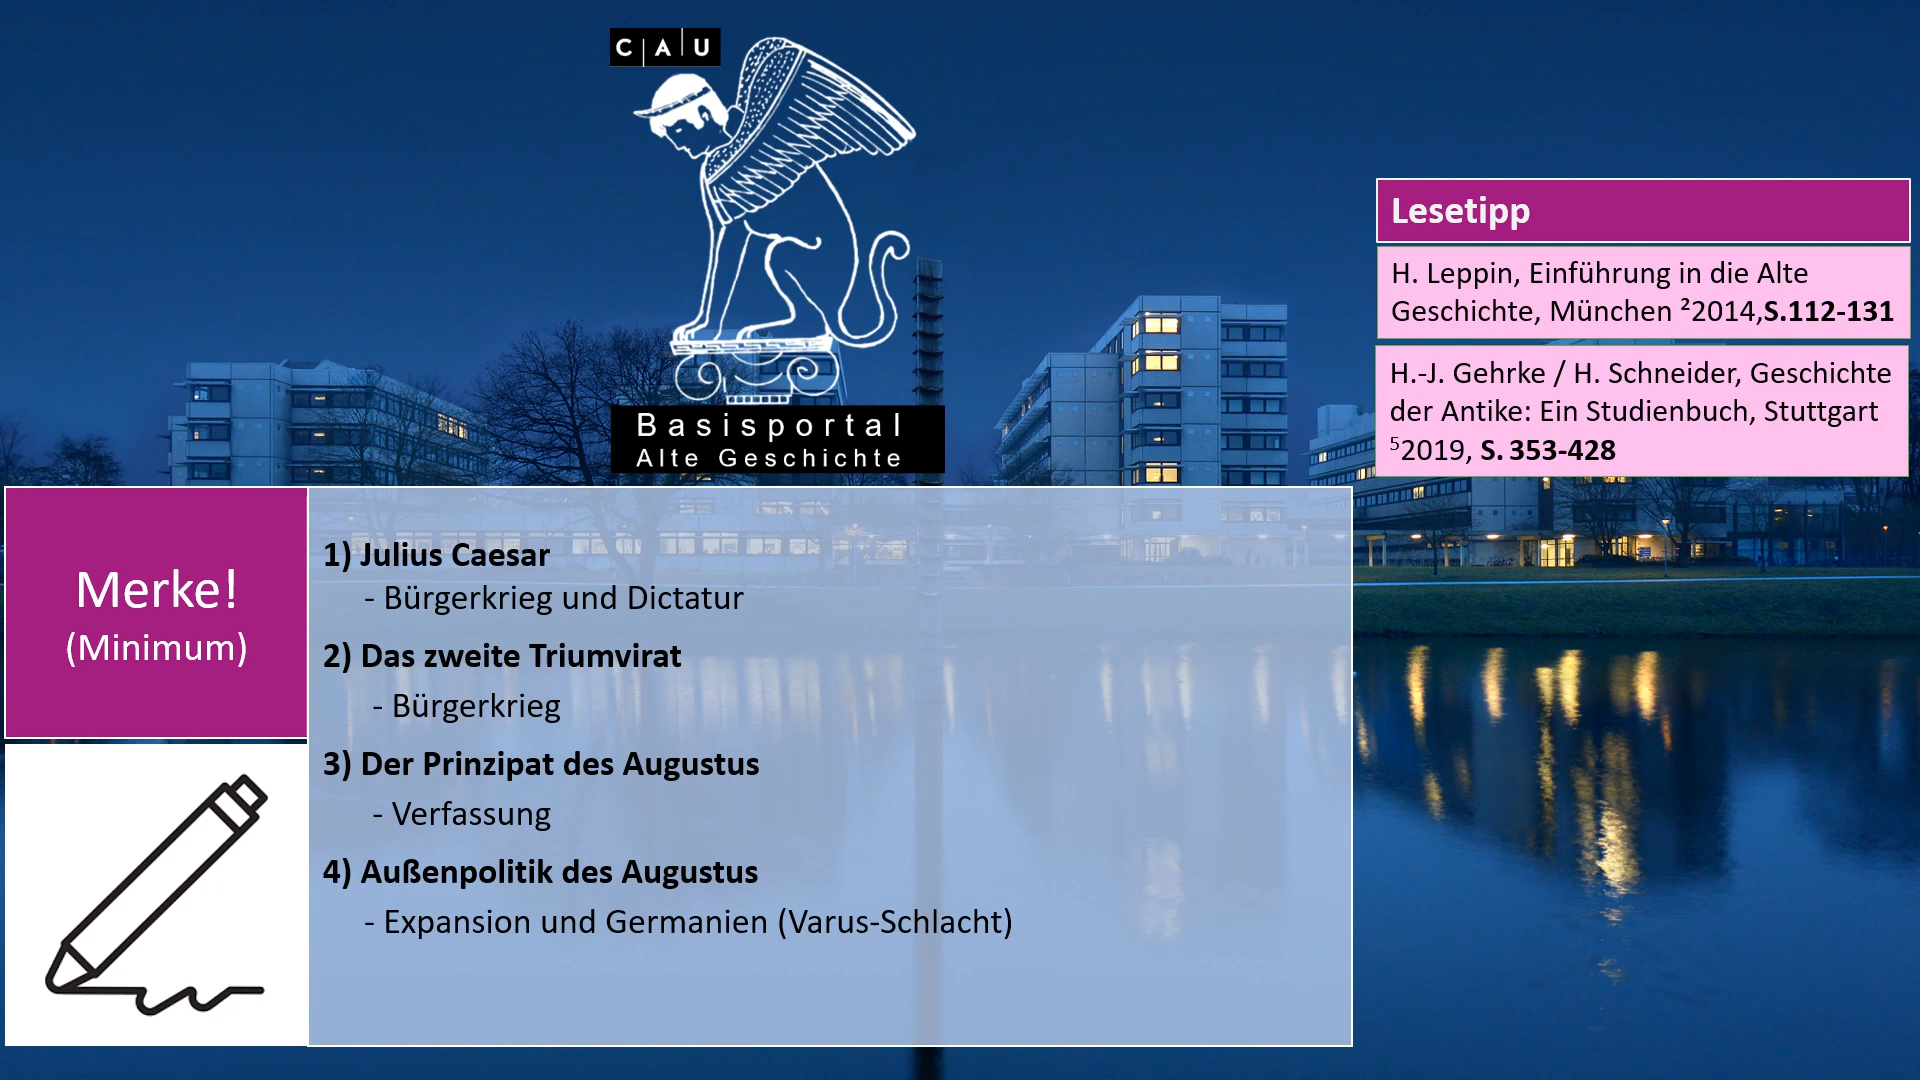 C|A|U
Basisportal
Alte Geschichte
Lesetipp
H. Leppin, Einführung in die Alte
Geschichte, München ²2014,S.112-131
H.-J. Gehrke / H. Schneider, Geschichte
der Antike: Ein Studienbuch, Stuttgart
⁵2019, S. 353-428
Merke!
(Minimum)
1) Julius Caesar
- Bürgerkrieg und Dictatur
2) Das zweite Triumvirat
- Bürgerkrieg
3) Der Prinzipat des Augustus
- Verfassung
4) Außenpolitik des Augustus
- Expansion und Germanien (Varus-Schlacht)